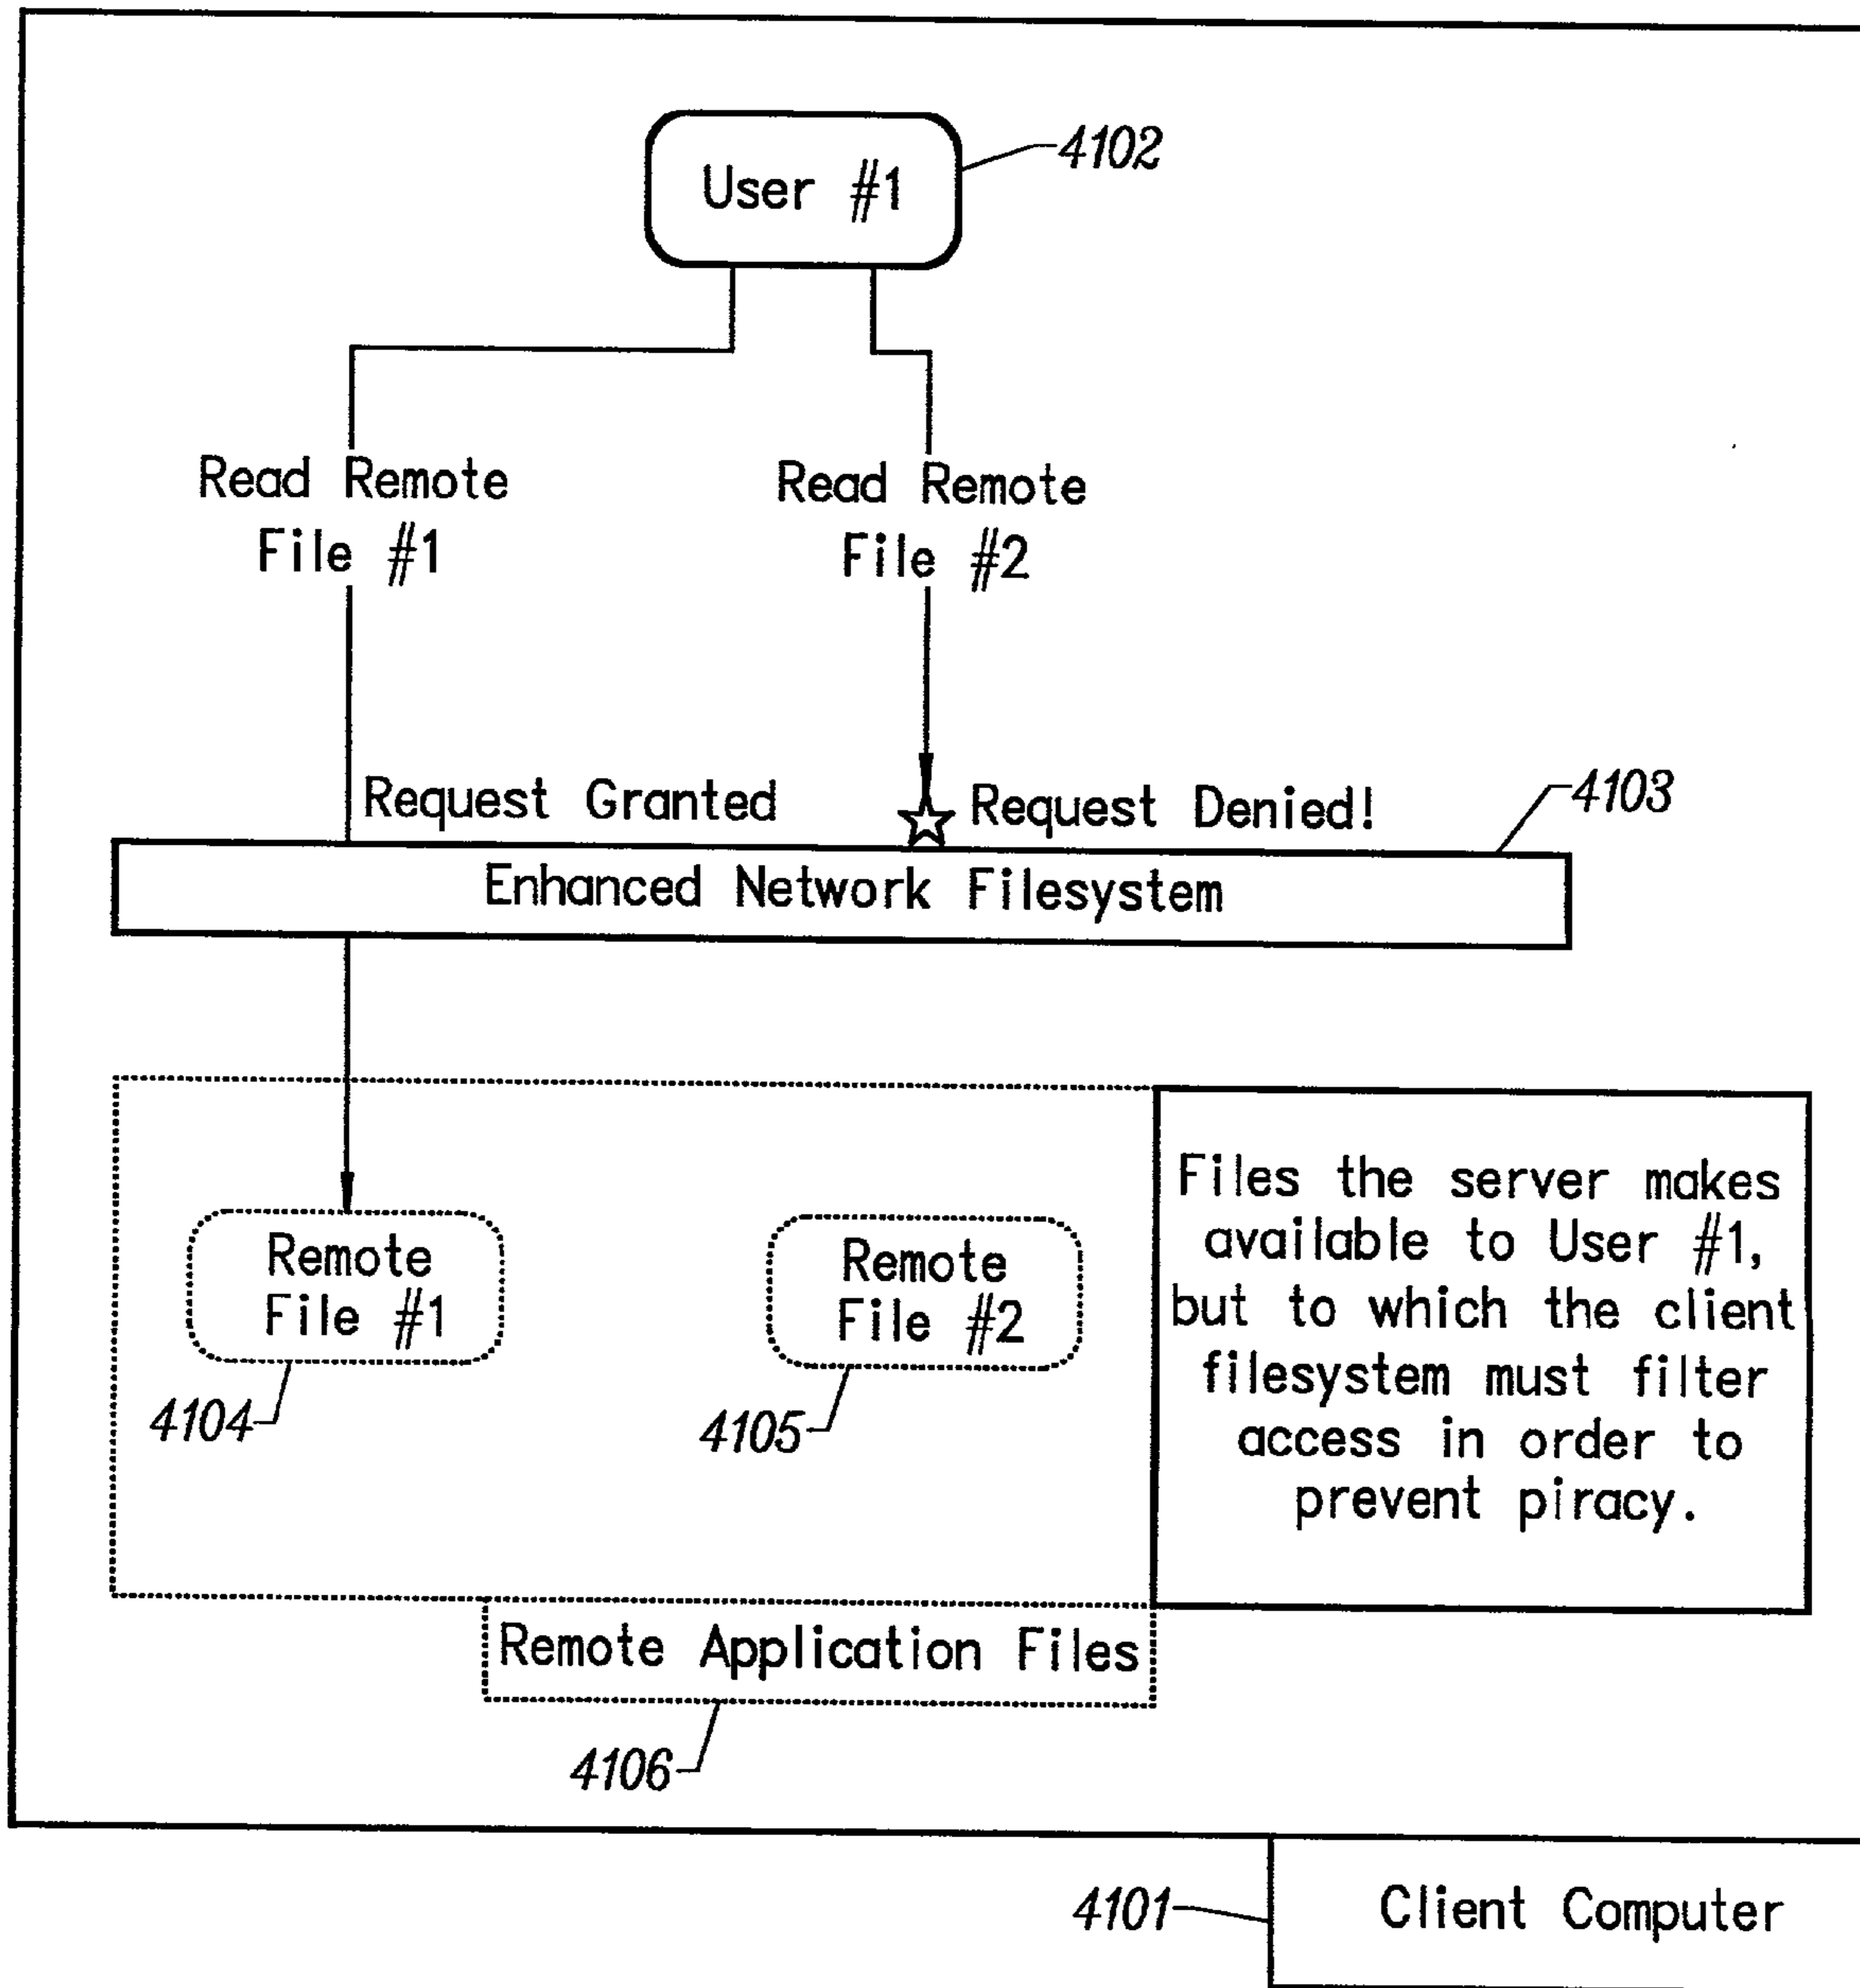 4102
User #1
Read Remote
File #1
Read Remote
File #2
Request Granted
Request Denied!
4103
Enhanced Network Filesystem
Remote
File #1
4104
Remote
File #2
4105
Files the server makes
available to User #1,
but to which the client
filesystem must filter
access in order to
prevent piracy.
Remote Application Files
4106
4101
Client Computer